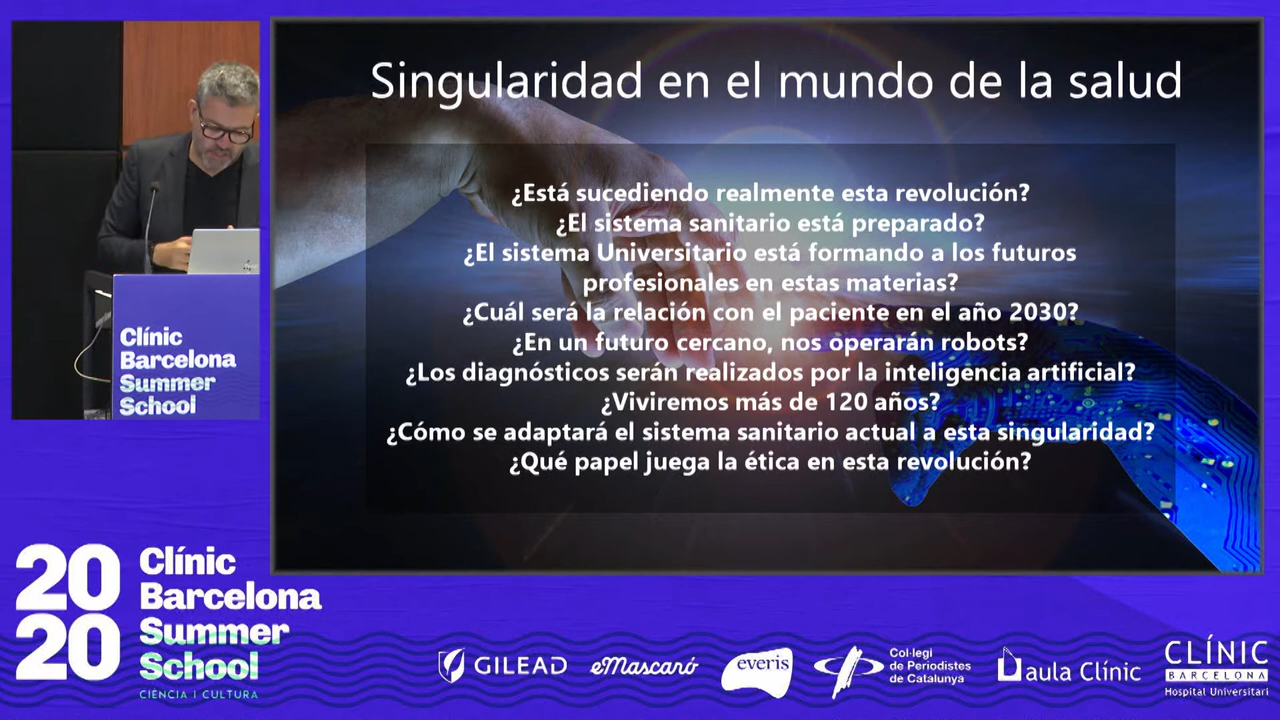 Singularidad en el mundo de la salud
¿Está sucediendo realmente esta revolución?
¿El sistema sanitario está preparado?
¿El sistema Universitario está formando a los futuros
profesionales en estas materias?
¿Cuál será la relación con el paciente en el año 2030?
¿En un futuro cercano, nos operarán robots?
¿Los diagnósticos serán realizados por la inteligencia artificial?
¿Viviremos más de 120 años?
¿Cómo se adaptará el sistema sanitario actual a esta singularidad?
¿Qué papel juega la ética en esta revolución?
Clínic
Barcelona
Summer
School
20
20
Clínic
Barcelona
Summer
School
CIÈNCIA I CULTURA
GILEAD
eMascaró
everis
Col·legi
de Periodistes
de Catalunya
aula Clínic
CLÍNIC
BARCELONA
Hospital Universitari